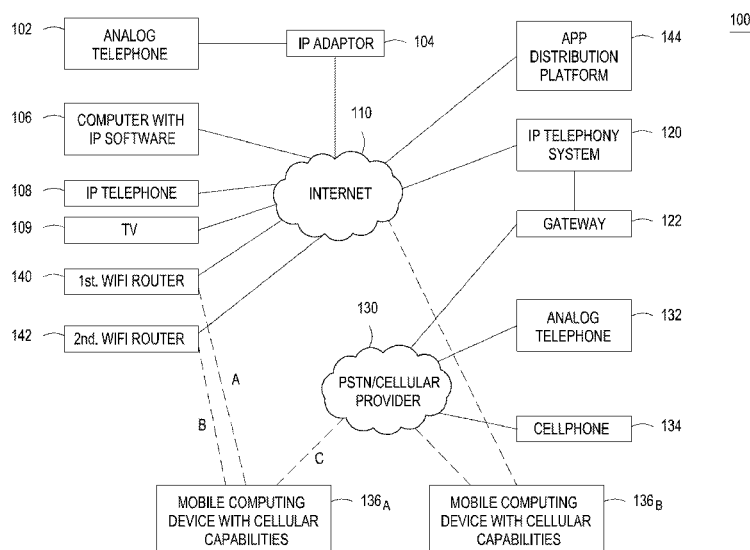 100
102
ANALOG
TELEPHONE
IP ADAPTOR
104
APP
DISTRIBUTION
PLATFORM
144
106
COMPUTER WITH
IP SOFTWARE
110
IP TELEPHONY
SYSTEM
120
108
IP TELEPHONE
INTERNET
109
TV
GATEWAY
122
140
1st. WIFI ROUTER
142
2nd. WIFI ROUTER
130
ANALOG
TELEPHONE
132
A
PSTN/CELLULAR
PROVIDER
B
CELLPHONE
134
C
MOBILE COMPUTING
DEVICE WITH CELLULAR
CAPABILITIES
136A
MOBILE COMPUTING
DEVICE WITH CELLULAR
CAPABILITIES
136B